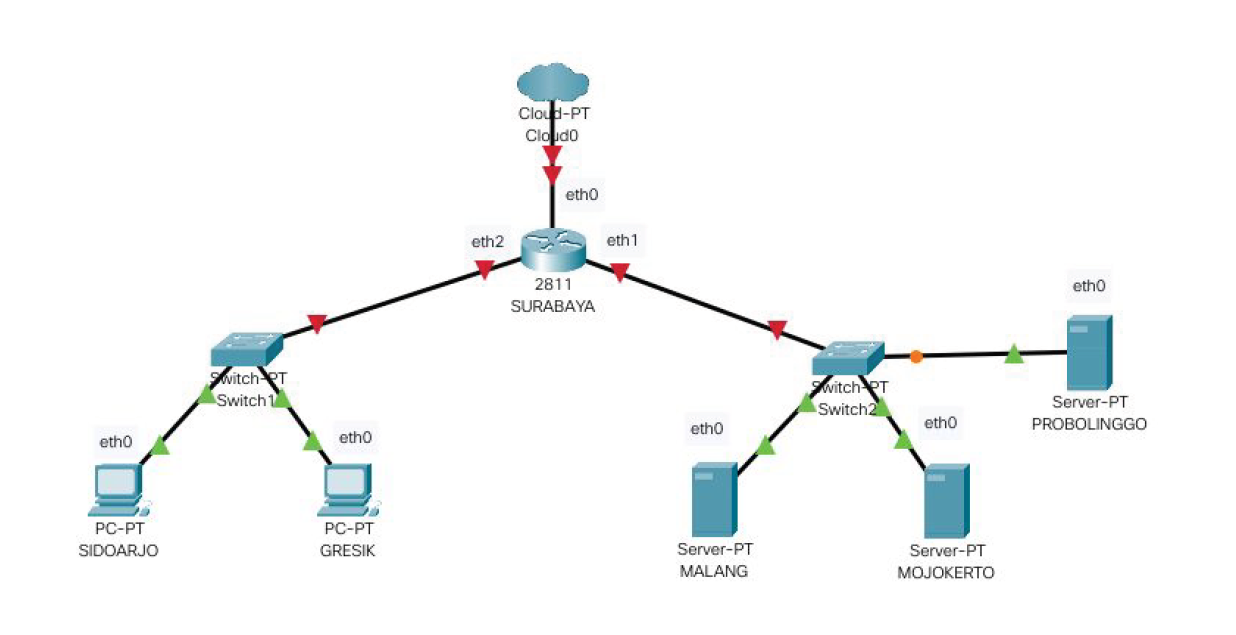 Cloud-PT
Cloud0
eth0
eth2
eth1
2811
SURABAYA
eth0
Switch-PT
Switch1
Switch-PT
Switch2
Server-PT
PROBOLINGGO
eth0
eth0
eth0
eth0
PC-PT
SIDOARJO
PC-PT
GRESIK
Server-PT
MALANG
Server-PT
MOJOKERTO